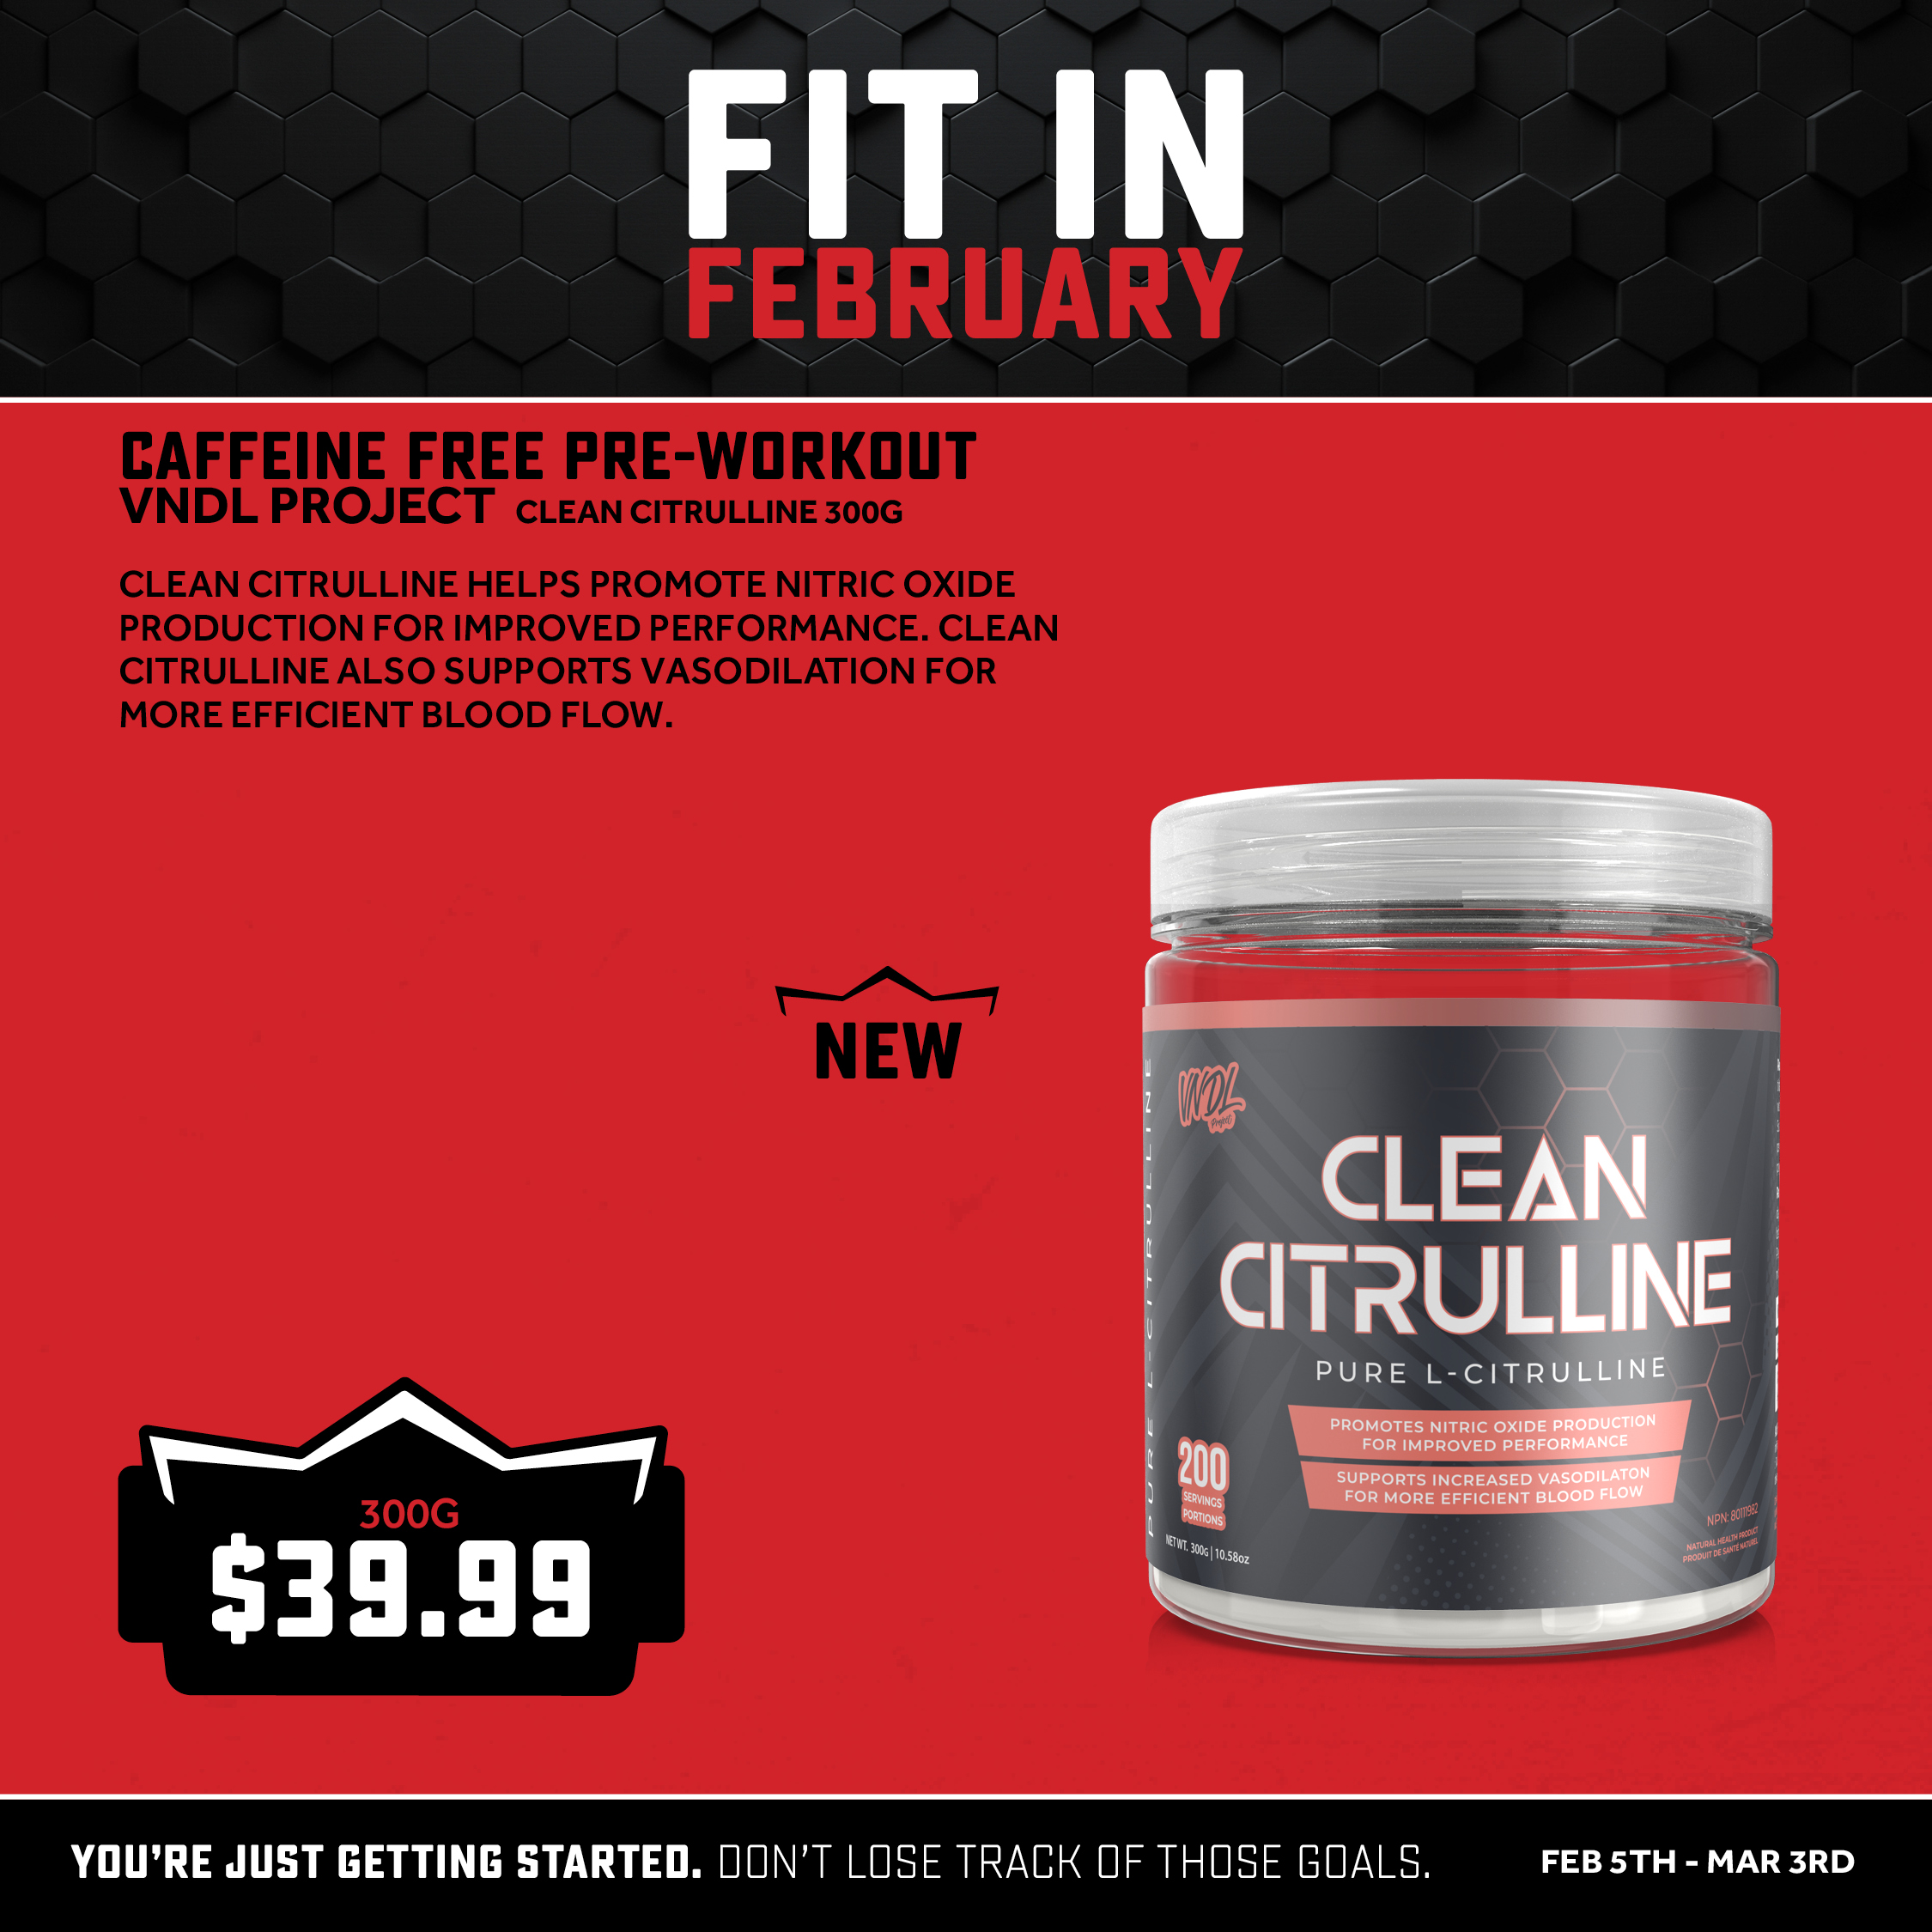 FIT IN
FEBRUARY
CAFFEINE FREE PRE-WORKOUT
VNDL PROJECT CLEAN CITRULLINE 300G
CLEAN CITRULLINE HELPS PROMOTE NITRIC OXIDE
PRODUCTION FOR IMPROVED PERFORMANCE. CLEAN
CITRULLINE ALSO SUPPORTS VASODILATION FOR
MORE EFFICIENT BLOOD FLOW.
NEW
300G
$39.99
PURE L-CITRULLINE
VNDL
Project
CLEAN
CITRULLINE
PURE L-CITRULLINE
PROMOTES NITRIC OXIDE PRODUCTION
FOR IMPROVED PERFORMANCE
SUPPORTS INCREASED VASODILATON
FOR MORE EFFICIENT BLOOD FLOW
200
SERVINGS
PORTIONS
NET WT. 300G | 10.58oz
NPN: 80111982
NATURAL HEALTH PRODUCT
PRODUIT DE SANTÉ NATUREL
YOU'RE JUST GETTING STARTED. DON'T LOSE TRACK OF THOSE GOALS.
FEB 5TH - MAR 3RD